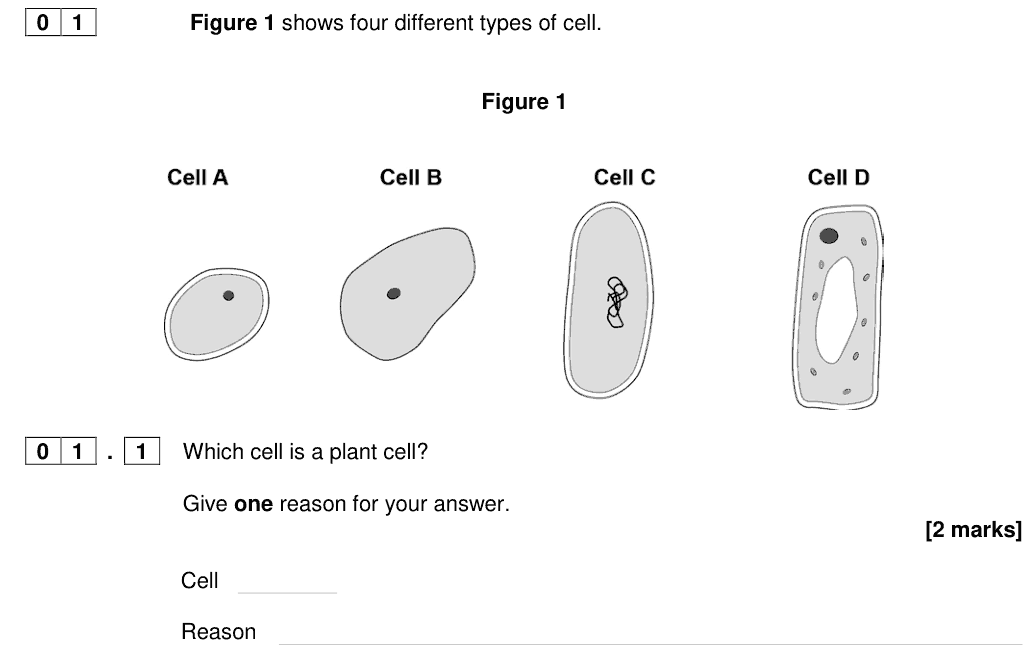 0 1 Figure 1 shows four different types of cell.
Figure 1
Cell A Cell B Cell C Cell D
0 1 . 1 Which cell is a plant cell?
Give one reason for your answer.
[2 marks]
Cell
Reason